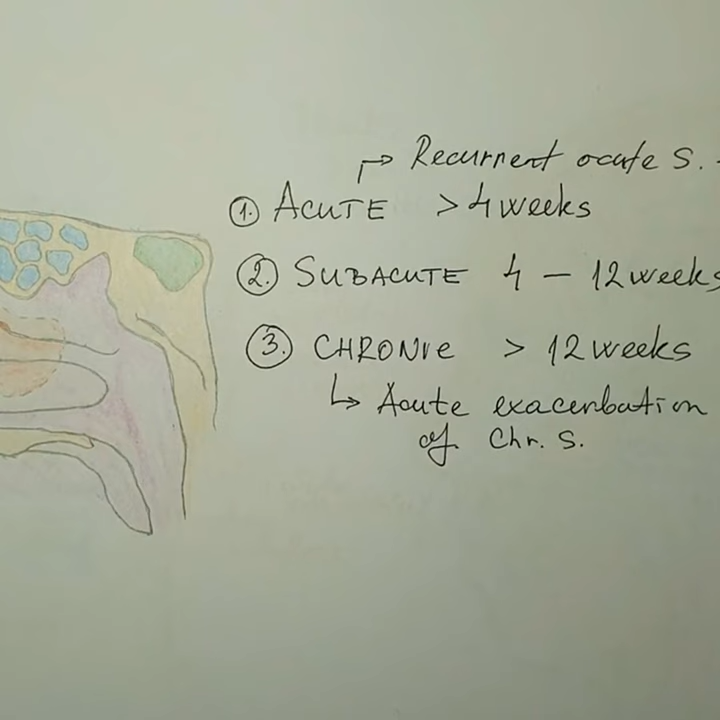 Recurrent acute S.
1. ACUTE > 4 weeks
2. SUBACUTE 4 – 12 weeks
3. CHRONIC > 12 weeks
Acute exacerbation
of Chr. S.